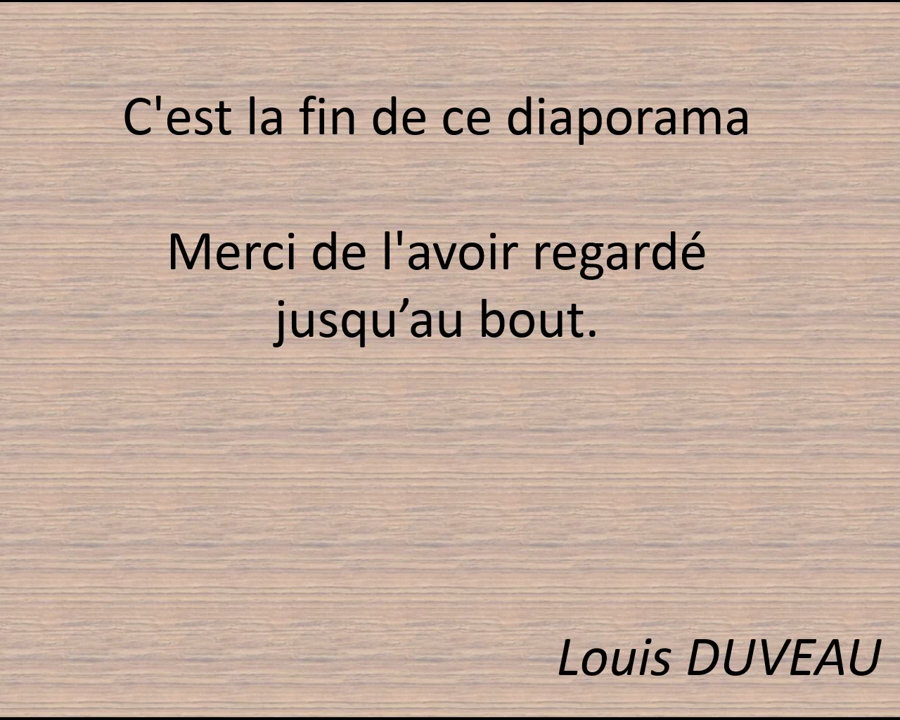 C'est la fin de ce diaporama
Merci de l'avoir regardé
jusqu’au bout.
Louis DUVEAU